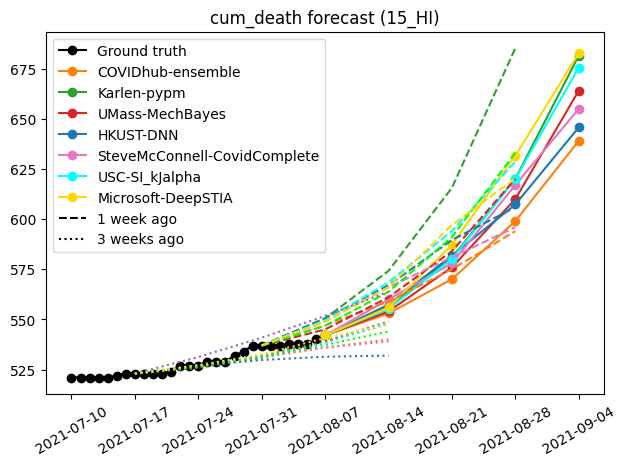 cum_death forecast (15_HI)
Ground truth
COVIDhub-ensemble
Karlen-pypm
UMass-MechBayes
HKUST-DNN
SteveMcConnell-CovidComplete
USC-SI_kJalpha
Microsoft-DeepSTIA
1 week ago
3 weeks ago
675
650
625
600
575
550
525
2021-07-10
2021-07-17
2021-07-24
2021-07-31
2021-08-07
2021-08-14
2021-08-21
2021-08-28
2021-09-04